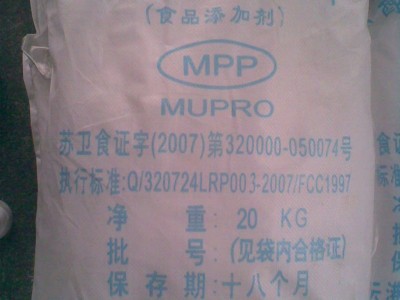 (食品添加剂)
MPP
MUPRO
苏卫食证字(2007)第320000-050074号
执行标准:Q/320724LRP003-2007/FCC1997
净 重: 20 KG
批 号: (见袋内合格证)
保 存 期: 十八个月